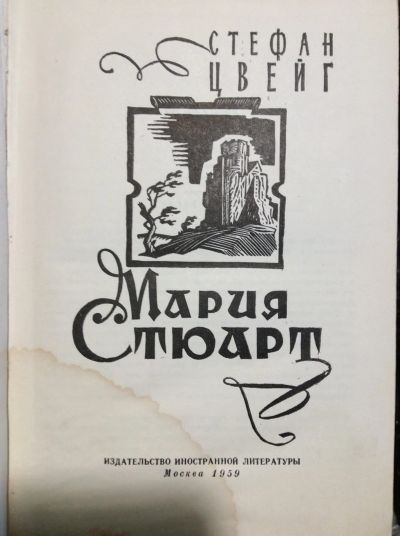 СТЕФАН
ЦВЕЙГ
МАРИЯ
СТЮАРТ
ИЗДАТЕЛЬСТВО ИНОСТРАННОЙ ЛИТЕРАТУРЫ
Москва 1959